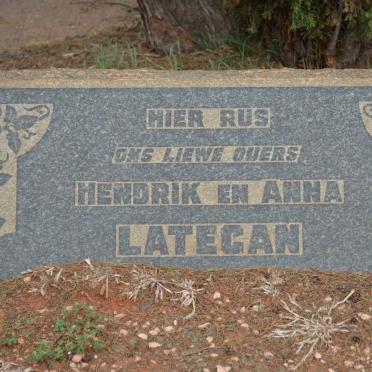 HIER RUS
ONS LIEWE OUERS
HENDRIK EN ANNA
LATEGAN